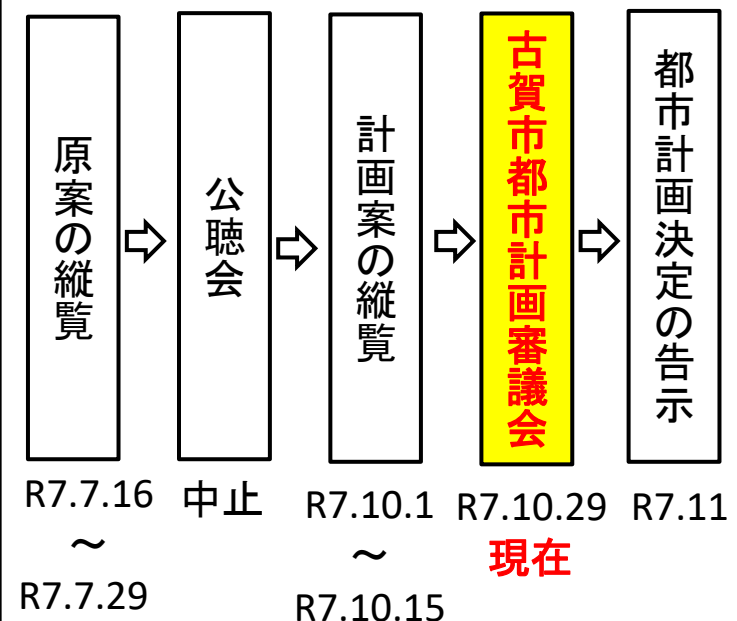 原案の縦覧
⇨
公聴会
⇨
計画案の縦覧
⇨
古賀市都市計画審議会
⇨
都市計画決定の告示
R7.7.16
～
R7.7.29
中止
R7.10.1
～
R7.10.15
R7.10.29
現在
R7.11